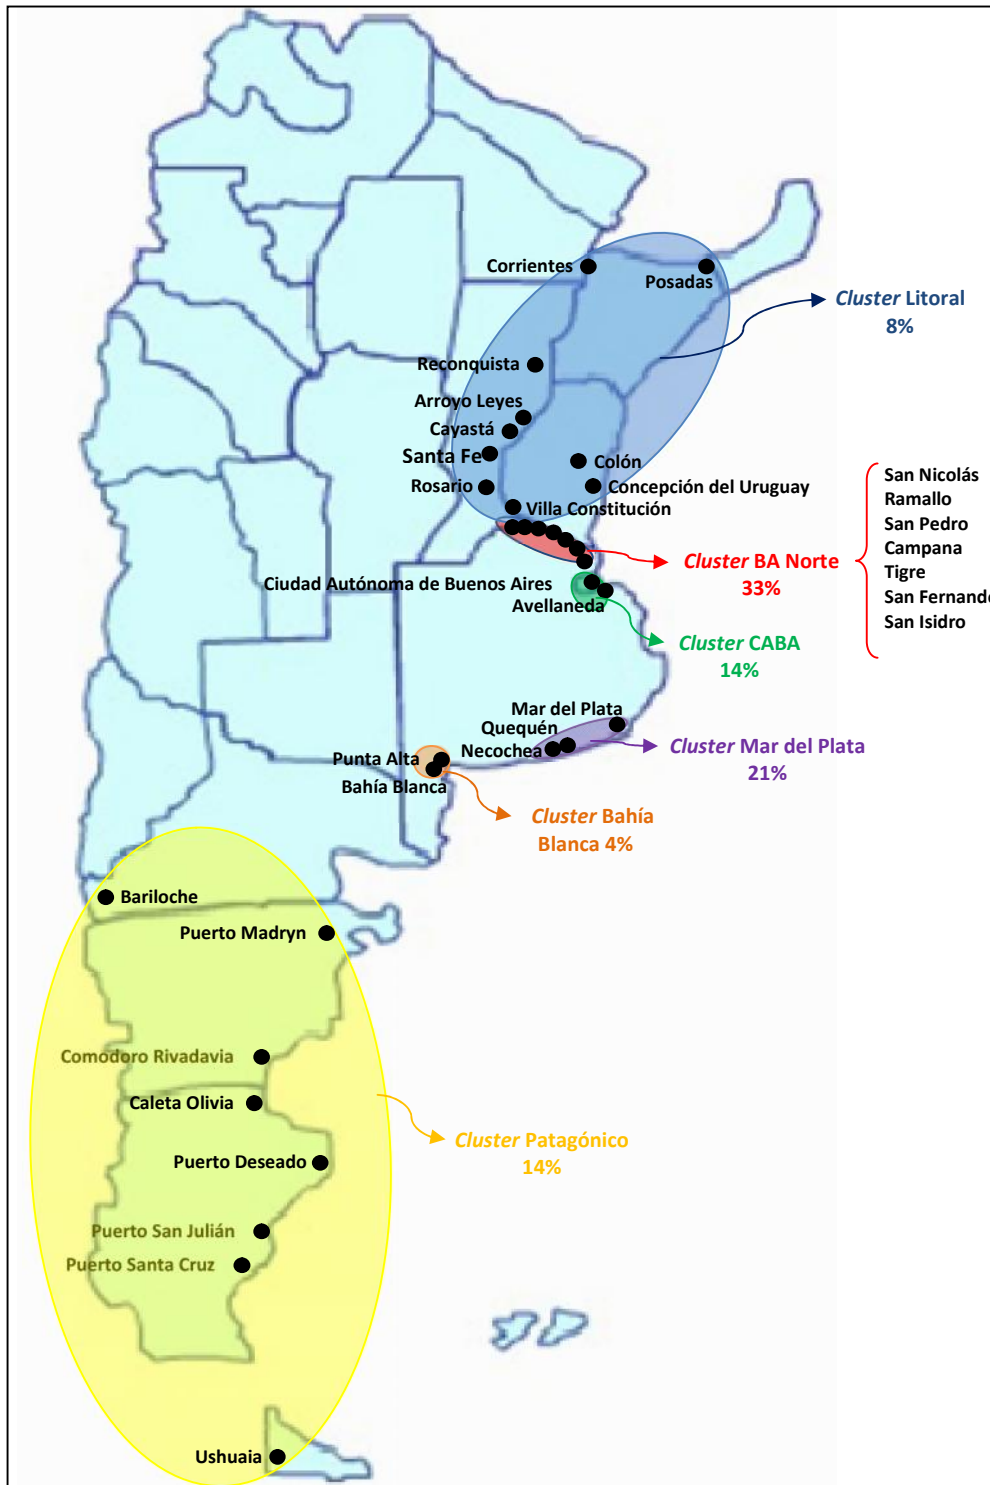 Corrientes
Posadas
Cluster Litoral
8%
Reconquista
Arroyo Leyes
Cayastá
Santa Fe
Colón
Rosario
Concepción del Uruguay
Villa Constitución
San Nicolás
Ramallo
San Pedro
Campana
Tigre
San Fernando
San Isidro
Cluster BA Norte
33%
Ciudad Autónoma de Buenos Aires
Avellaneda
Cluster CABA
14%
Mar del Plata
Quequén
Necochea
Cluster Mar del Plata
21%
Punta Alta
Bahía Blanca
Cluster Bahía
Blanca 4%
Bariloche
Puerto Madryn
Comodoro Rivadavia
Caleta Olivia
Cluster Patagónico
14%
Puerto Deseado
Puerto San Julián
Puerto Santa Cruz
Ushuaia